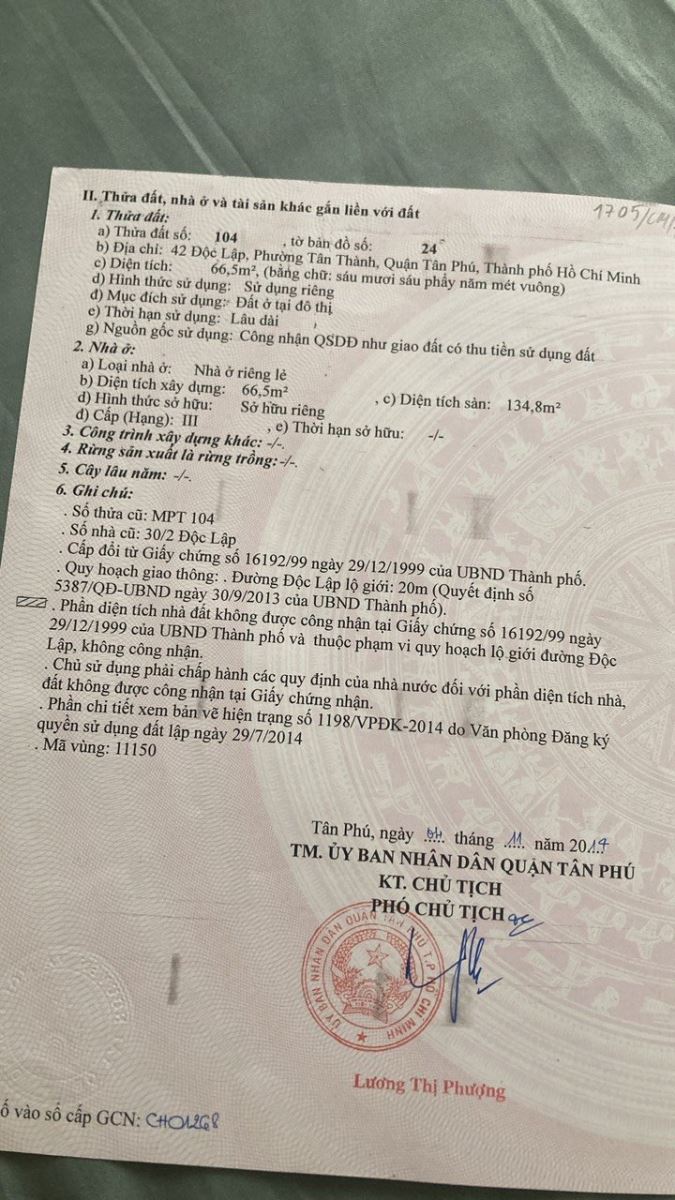 1705/CM/
II. Thửa đất, nhà ở và tài sản khác gắn liền với đất
1. Thửa đất:
a) Thửa đất số: 104 , tờ bản đồ số: 24
b) Địa chỉ: 42 Độc Lập, Phường Tân Thành, Quận Tân Phú, Thành phố Hồ Chí Minh
c) Diện tích: 66,5m², (bằng chữ: sáu mươi sáu phẩy năm mét vuông)
d) Hình thức sử dụng: Sử dụng riêng
đ) Mục đích sử dụng: Đất ở tại đô thị
e) Thời hạn sử dụng: Lâu dài
g) Nguồn gốc sử dụng: Công nhận QSDĐ như giao đất có thu tiền sử dụng đất
2. Nhà ở:
a) Loại nhà ở: Nhà ở riêng lẻ
b) Diện tích xây dựng: 66,5m² , c) Diện tích sàn: 134,8m²
d) Hình thức sở hữu: Sở hữu riêng
đ) Cấp (Hạng): III , e) Thời hạn sở hữu: -/-
3. Công trình xây dựng khác: -/-.
4. Rừng sản xuất là rừng trồng: -/-.
5. Cây lâu năm: -/-.
6. Ghi chú:
. Số thửa cũ: MPT 104
. Số nhà cũ: 30/2 Độc Lập
. Cấp đổi từ Giấy chứng số 16192/99 ngày 29/12/1999 của UBND Thành phố.
. Quy hoạch giao thông: . Đường Độc Lập lộ giới: 20m (Quyết định số
5387/QĐ-UBND ngày 30/9/2013 của UBND Thành phố).
. Phần diện tích nhà đất không được công nhận tại Giấy chứng số 16192/99 ngày
29/12/1999 của UBND Thành phố và thuộc phạm vi quy hoạch lộ giới đường Độc
Lập, không công nhận.
. Chủ sử dụng phải chấp hành các quy định của nhà nước đối với phần diện tích nhà,
đất không được công nhận tại Giấy chứng nhận.
. Phần chi tiết xem bản vẽ hiện trạng số 1198/VPĐK-2014 do Văn phòng Đăng ký
quyền sử dụng đất lập ngày 29/7/2014
. Mã vùng: 11150
Tân Phú, ngày tháng 11 năm 2017
TM. ỦY BAN NHÂN DÂN QUẬN TÂN PHÚ
KT. CHỦ TỊCH
PHÓ CHỦ TỊCH
ỦY BAN NHÂN DÂN QUẬN TÂN PHÚ T.P HỒ CHÍ MINH
Lương Thị Phượng
ố vào sổ cấp GCN: CH01268